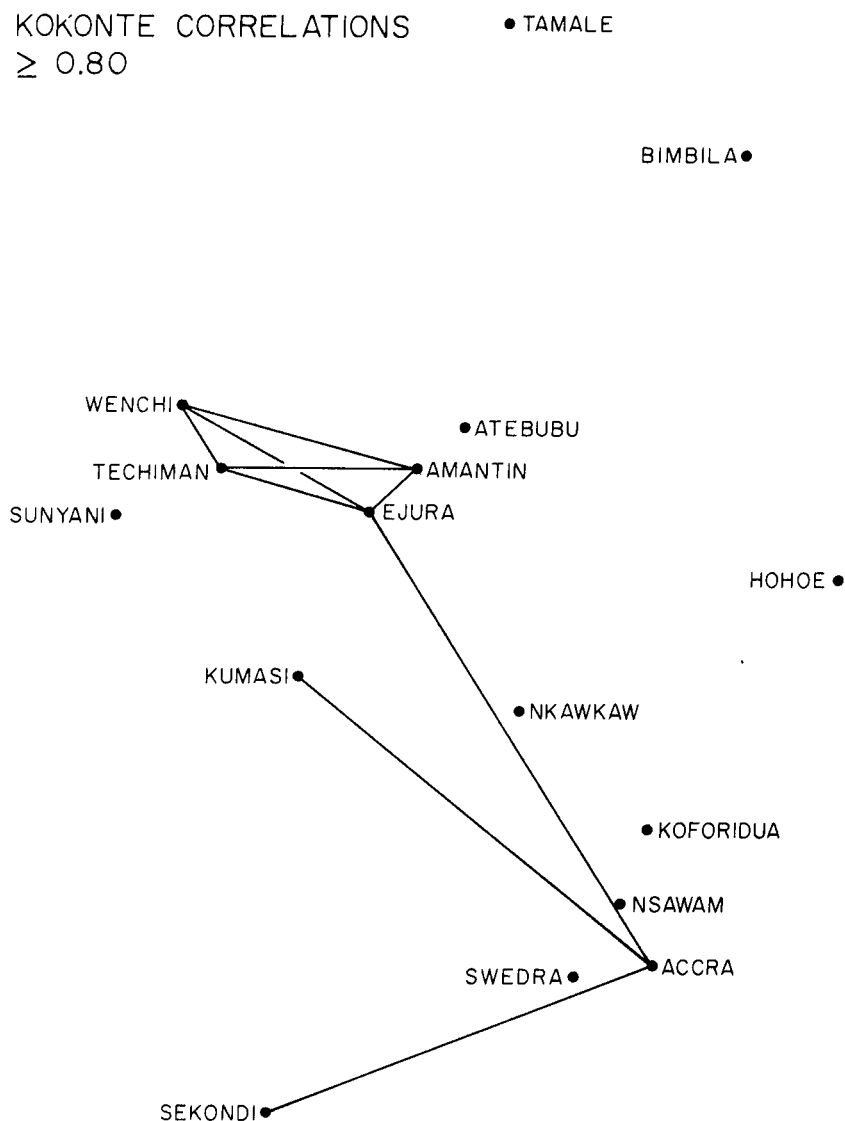 KOKONTE CORRELATIONS
≥ 0.80
TAMALE
BIMBILA
WENCHI
ATEBUBU
TECHIMAN
AMANTIN
EJURA
SUNYANI
HOHOE
KUMASI
NKAWKAW
KOFORIDUA
NSAWAM
ACCRA
SWEDRA
SEKONDI